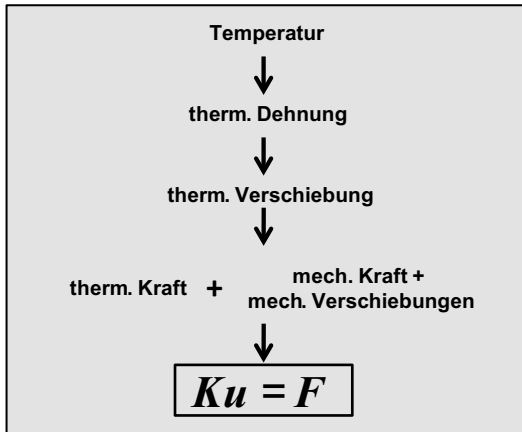 Temperatur
therm. Dehnung
therm. Verschiebung
therm. Kraft + mech. Kraft +
mech. Verschiebungen
Ku = F